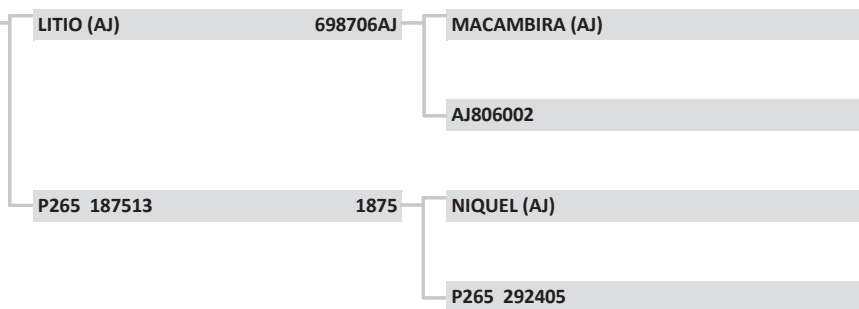 LITIO (AJ) 698706AJ MACAMBIRA (AJ)
AJ806002
P265 187513 1875 NIQUEL (AJ)
P265 292405